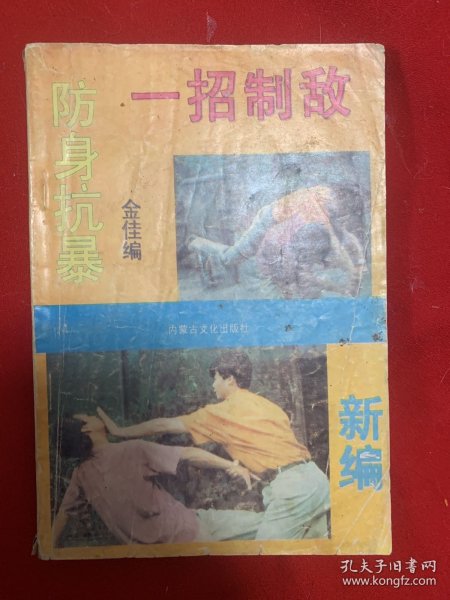 一招制敌
防身抗暴
金佳编
内蒙古文化出版社
新编
孔夫子旧书网
www.kongfz.com